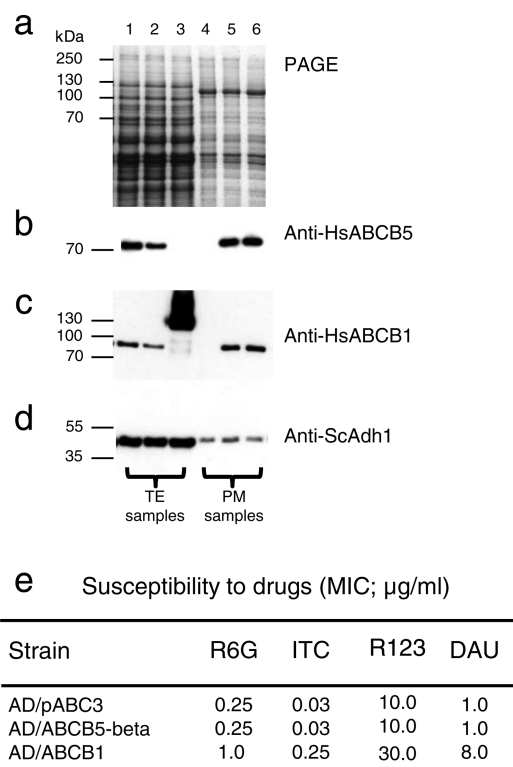 a
kDa
1 2 3 4 5 6
250
130
100
70
PAGE
b
70
Anti-HsABCB5
c
130
100
70
Anti-HsABCB1
d
55
35
Anti-ScAdh1
TE samples
PM samples
e Susceptibility to drugs (MIC; µg/ml)
Strain R6G ITC R123 DAU
AD/pABC3 0.25 0.03 10.0 1.0
AD/ABCB5-beta 0.25 0.03 10.0 1.0
AD/ABCB1 1.0 0.25 30.0 8.0